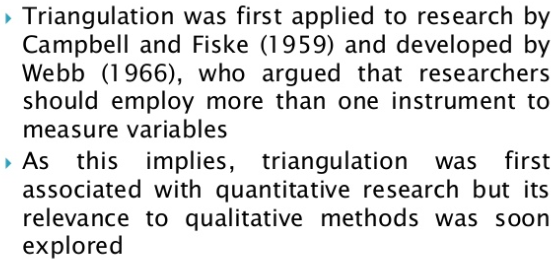 Triangulation was first applied to research by
Campbell and Fiske (1959) and developed by
Webb (1966), who argued that researchers
should employ more than one instrument to
measure variables
As this implies, triangulation was first
associated with quantitative research but its
relevance to qualitative methods was soon
explored